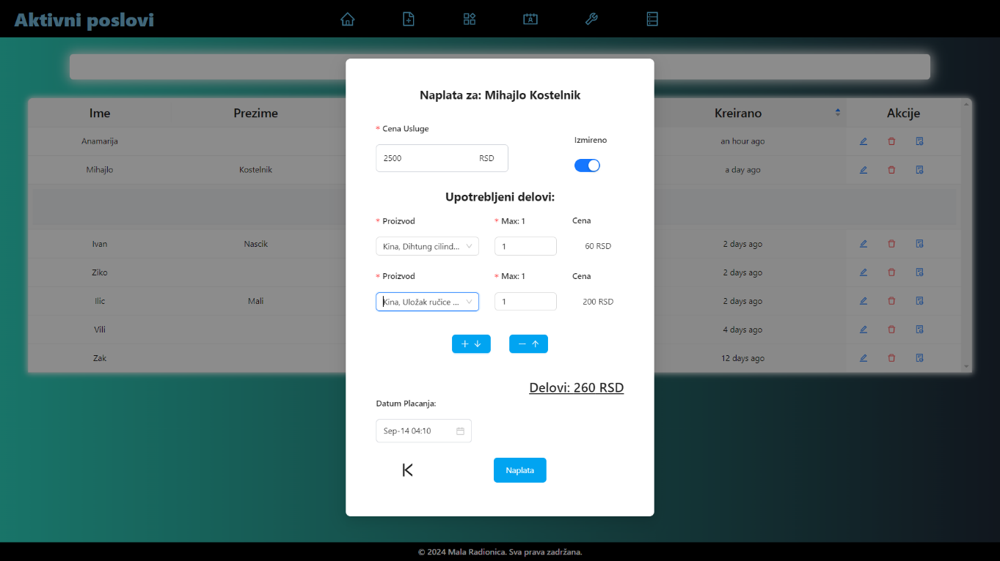 Aktivni poslovi
Naplata za: Mihajlo Kostelnik
* Cena Usluge
Izmireno
2500 RSD
Upotrebljeni delovi:
* Proizvod * Max: 1 Cena
Kina, Dihtung cilind... 1 60 RSD
* Proizvod * Max: 1 Cena
Kina, Uložak ručice ... 1 200 RSD
Delovi: 260 RSD
Datum Placanja:
Sep-14 04:10
Naplata
Ime Prezime Kreirano Akcije
Anamarija an hour ago
Mihajlo Kostelnik a day ago
Ivan Nascik 2 days ago
Ziko 2 days ago
Ilic Mali 2 days ago
Vili 4 days ago
Zak 12 days ago
© 2024 Mala Radionica. Sva prava zadržana.